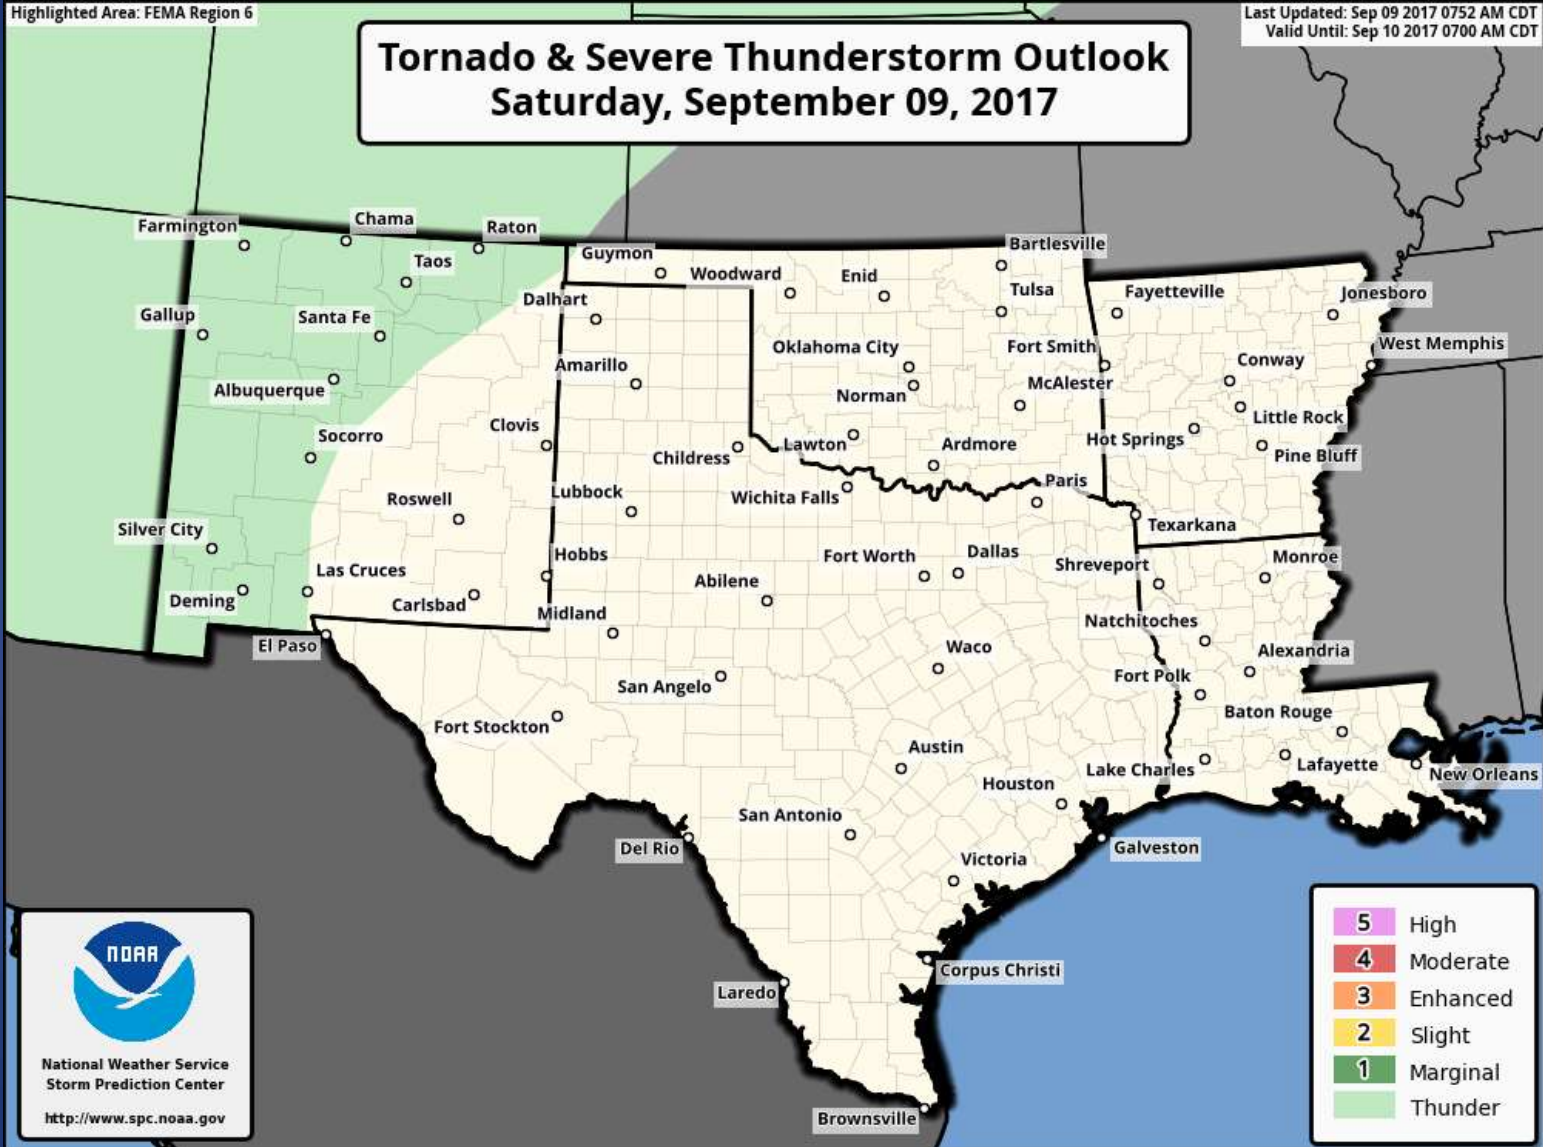 Highlighted Area: FEMA Region 6
Last Updated: Sep 09 2017 0752 AM CDT
Valid Until: Sep 10 2017 0700 AM CDT
Tornado & Severe Thunderstorm Outlook
Saturday, September 09, 2017
Farmington
Chama
Raton
Taos
Gallup
Santa Fe
Albuquerque
Socorro
Clovis
Roswell
Silver City
Las Cruces
Deming
Carlsbad
Hobbs
Guymon
Woodward
Enid
Bartlesville
Tulsa
Dalhart
Amarillo
Oklahoma City
Norman
Fort Smith
McAlester
Fayetteville
Jonesboro
West Memphis
Conway
Little Rock
Hot Springs
Pine Bluff
Childress
Lawton
Ardmore
Lubbock
Wichita Falls
Paris
Texarkana
Fort Worth
Dallas
Shreveport
Monroe
Abilene
Midland
El Paso
Natchitoches
Waco
Alexandria
San Angelo
Fort Polk
Fort Stockton
Baton Rouge
Austin
Houston
Lake Charles
Lafayette
New Orleans
San Antonio
Del Rio
Galveston
Victoria
Corpus Christi
Laredo
Brownsville
NOAA
National Weather Service
Storm Prediction Center
http://www.spc.noaa.gov
5 High
4 Moderate
3 Enhanced
2 Slight
1 Marginal
Thunder